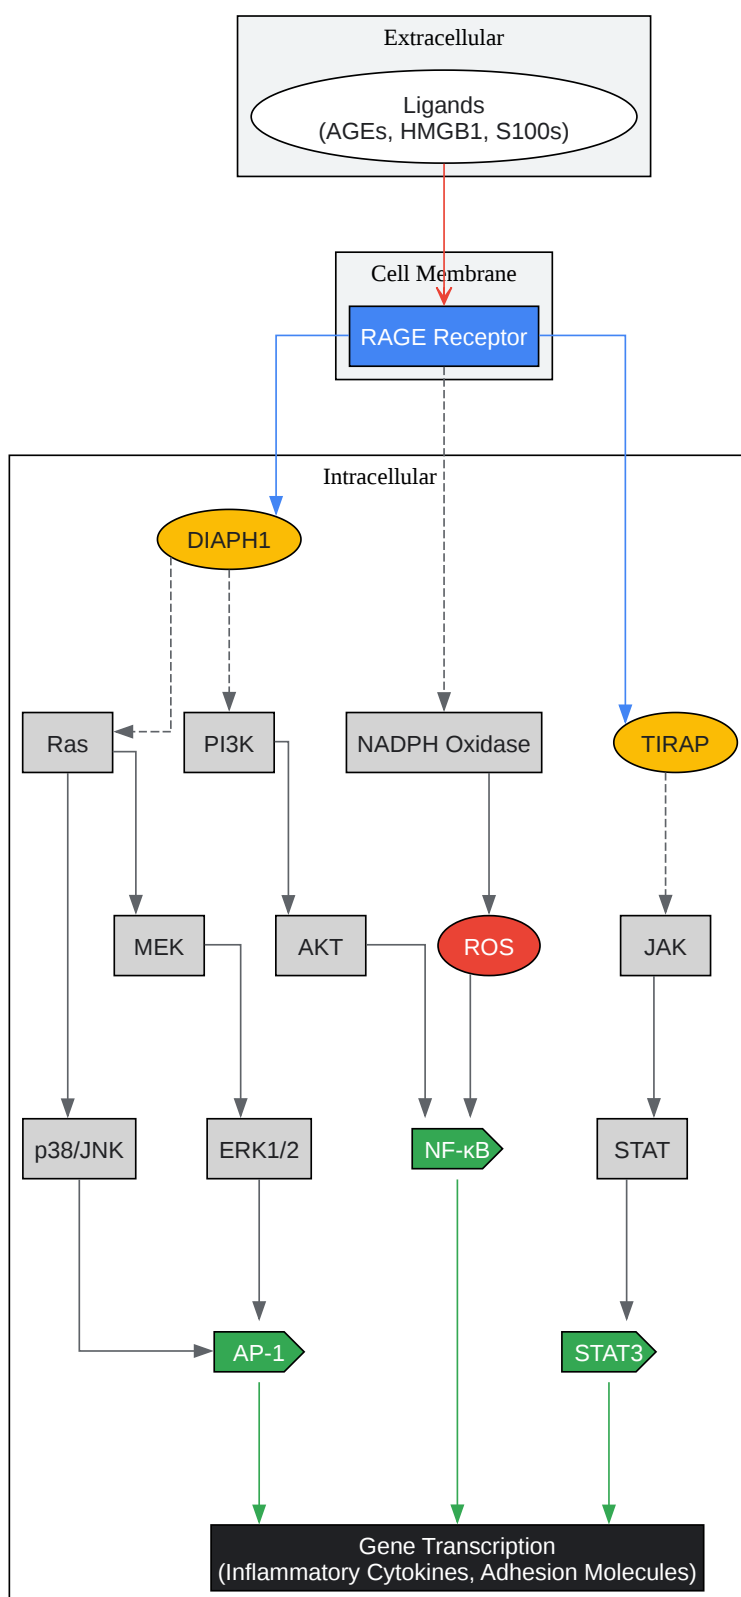 Extracellular
Ligands
(AGEs, HMGB1, S100s)
Cell Membrane
RAGE Receptor
Intracellular
DIAPH1
Ras
PI3K
NADPH Oxidase
TIRAP
MEK
AKT
ROS
JAK
p38/JNK
ERK1/2
NF-κB
STAT
AP-1
STAT3
Gene Transcription
(Inflammatory Cytokines, Adhesion Molecules)